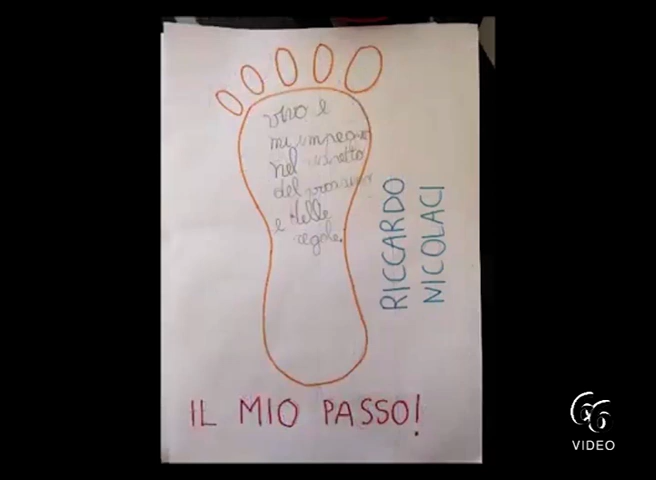 vivo e
mi impegno
nel rispetto
del prossimo
e delle
regole.
RICCARDO
NICOLACI
IL MIO PASSO!
VIDEO